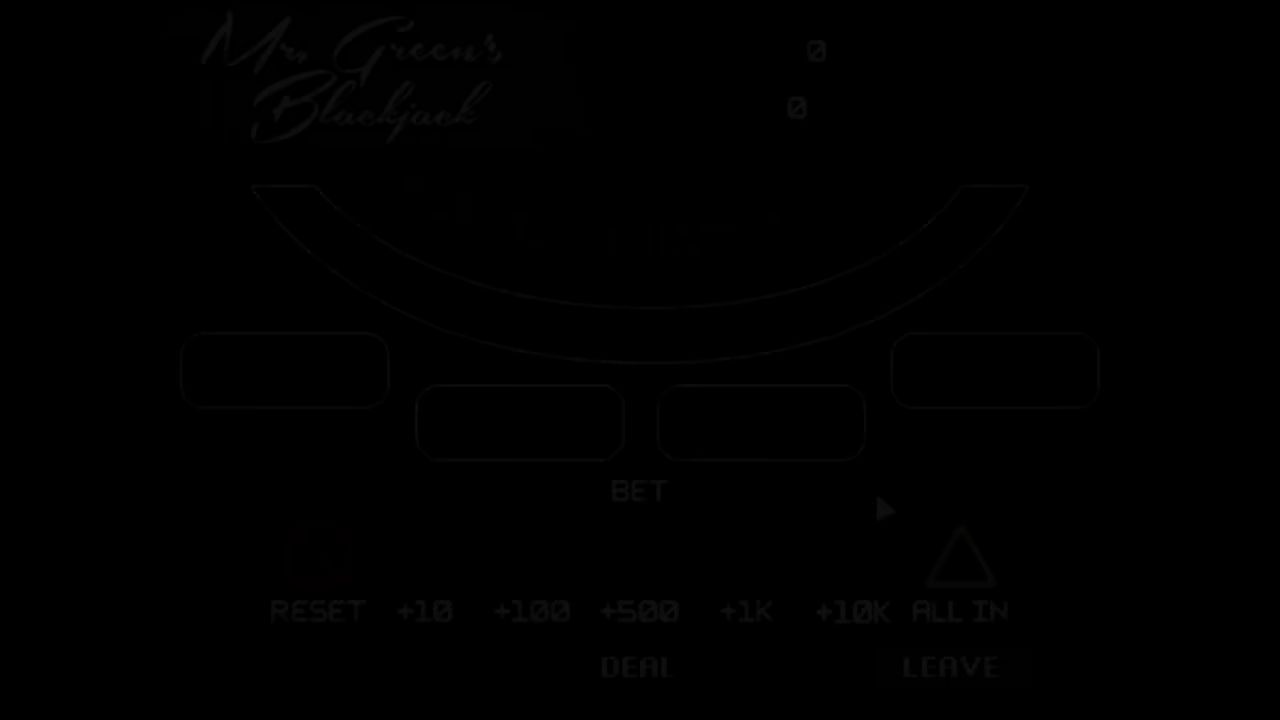 Mr Green's
Blackjack
0
0
BET
RESET +10 +100 +500 +1K +10K ALL IN
DEAL LEAVE